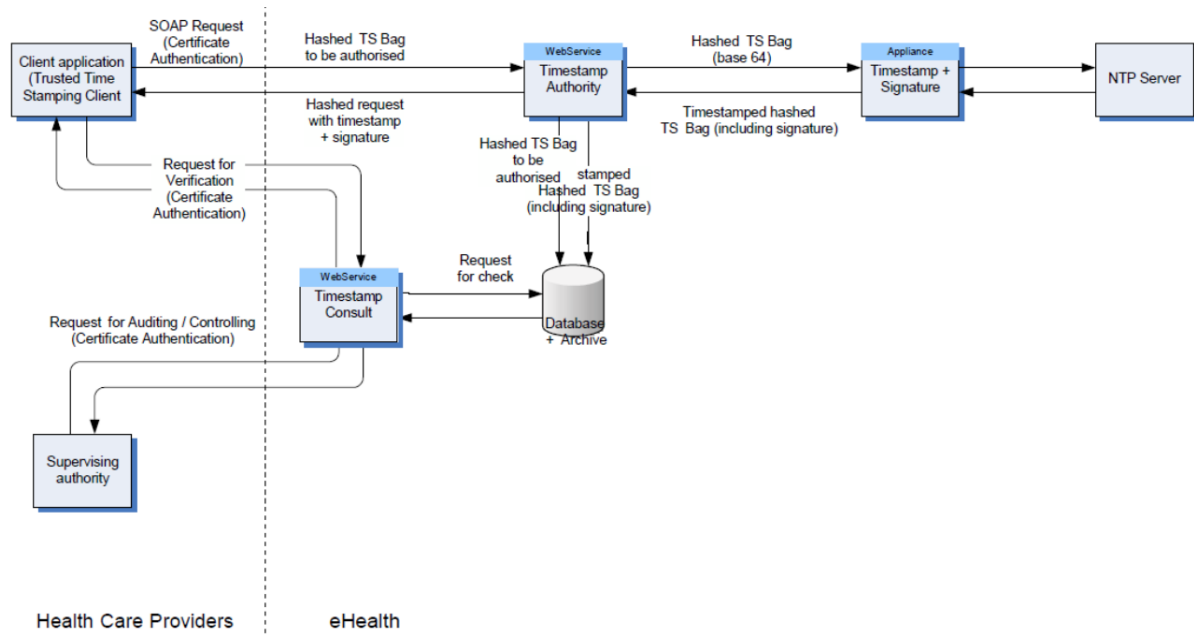 SOAP Request
(Certificate
Authentication)
Client application
(Trusted Time
Stamping Client
Hashed TS Bag
to be authorised
Hashed request
with timestamp
+ signature
WebService
Timestamp
Authority
Hashed TS Bag
(base 64)
Timestamped hashed
TS Bag (including signature)
Appliance
Timestamp +
Signature
NTP Server
Request for
Verification
(Certificate
Authentication)
Hashed TS Bag
to be
authorised
stamped
Hashed TS Bag
(including signature)
WebService
Timestamp
Consult
Request
for check
Database
+ Archive
Request for Auditing / Controlling
(Certificate Authentication)
Supervising
authority
Health Care Providers
eHealth